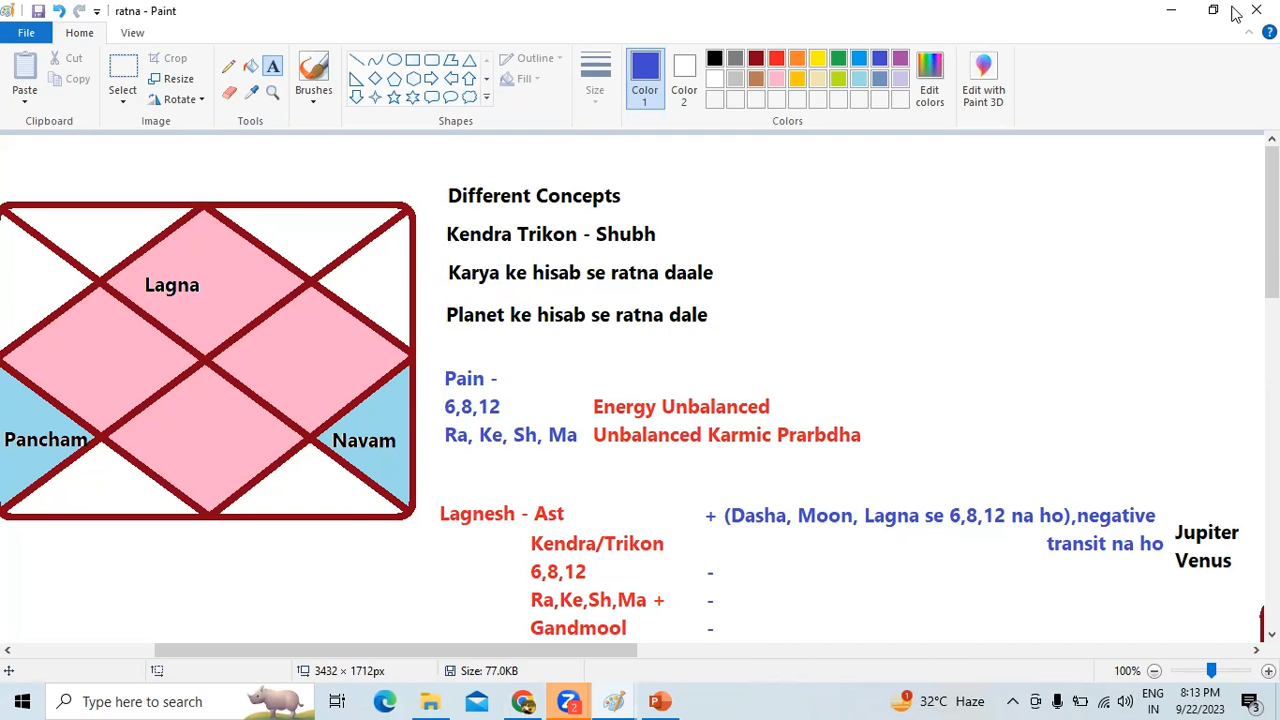 ratna - Paint
File
Home
View
Paste
Cut
Copy
Clipboard
Select
Crop
Resize
Rotate
Image
A
Tools
Brushes
Shapes
Outline
Fill
Size
Color 1
Color 2
Colors
Edit colors
Edit with Paint 3D
Different Concepts
Kendra Trikon - Shubh
Karya ke hisab se ratna daale
Planet ke hisab se ratna dale
Lagna
Pancham
Navam
Pain -
6,8,12 Energy Unbalanced
Ra, Ke, Sh, Ma Unbalanced Karmic Prarbdha
Lagnesh - Ast + (Dasha, Moon, Lagna se 6,8,12 na ho),negative
Kendra/Trikon transit na ho
Jupiter
Venus
6,8,12 -
Ra,Ke,Sh,Ma + -
Gandmool -
3432 × 1712px
Size: 77.0KB
100%
Type here to search
2
1
32°C Haze
ENG
IN
8:13 PM
9/22/2023
3